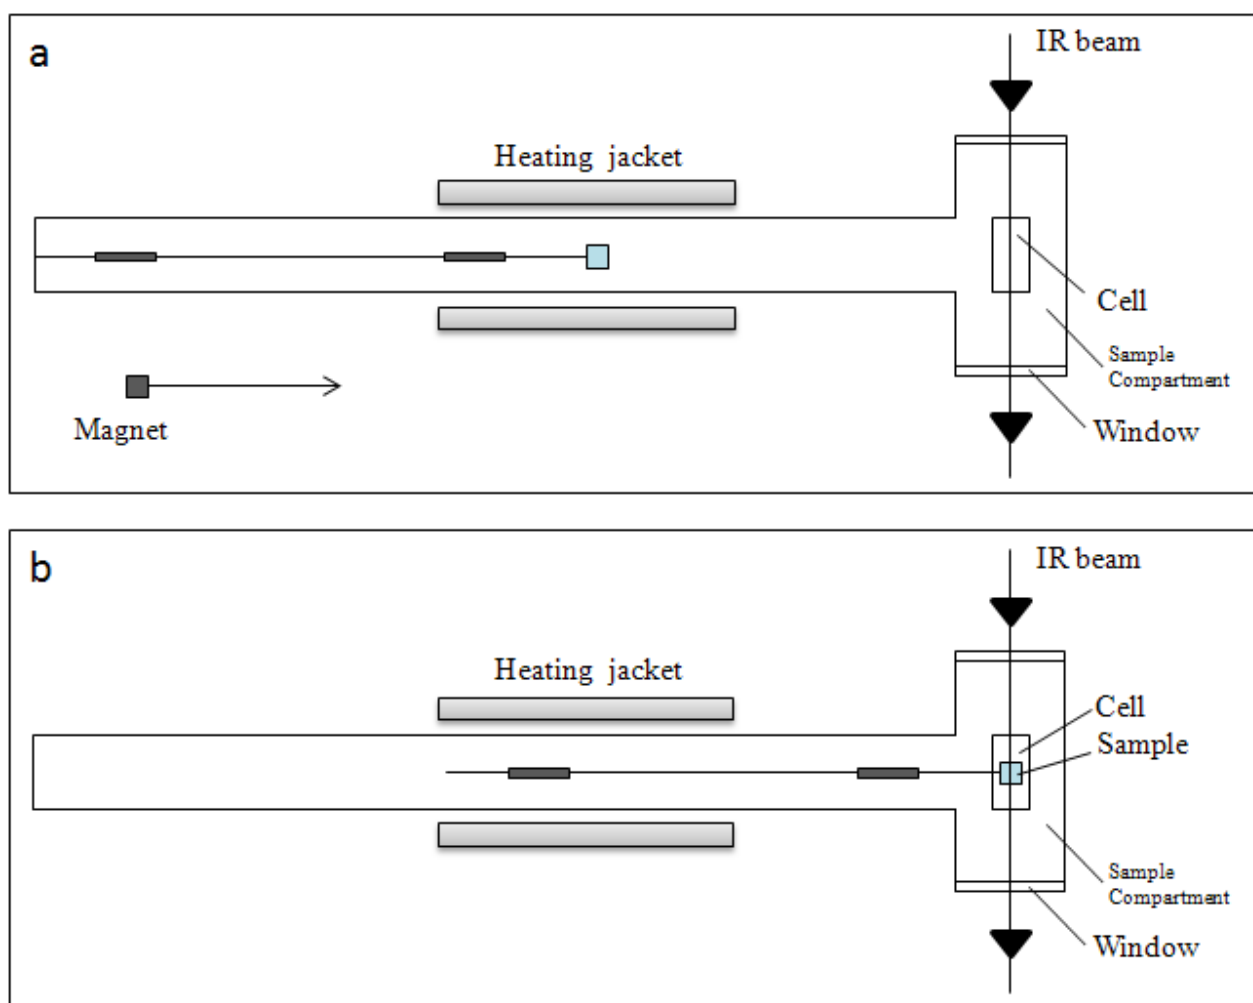 a
IR beam
Heating jacket
Cell
Sample
Compartment
Magnet
Window
b
IR beam
Heating jacket
Cell
Sample
Sample
Compartment
Window